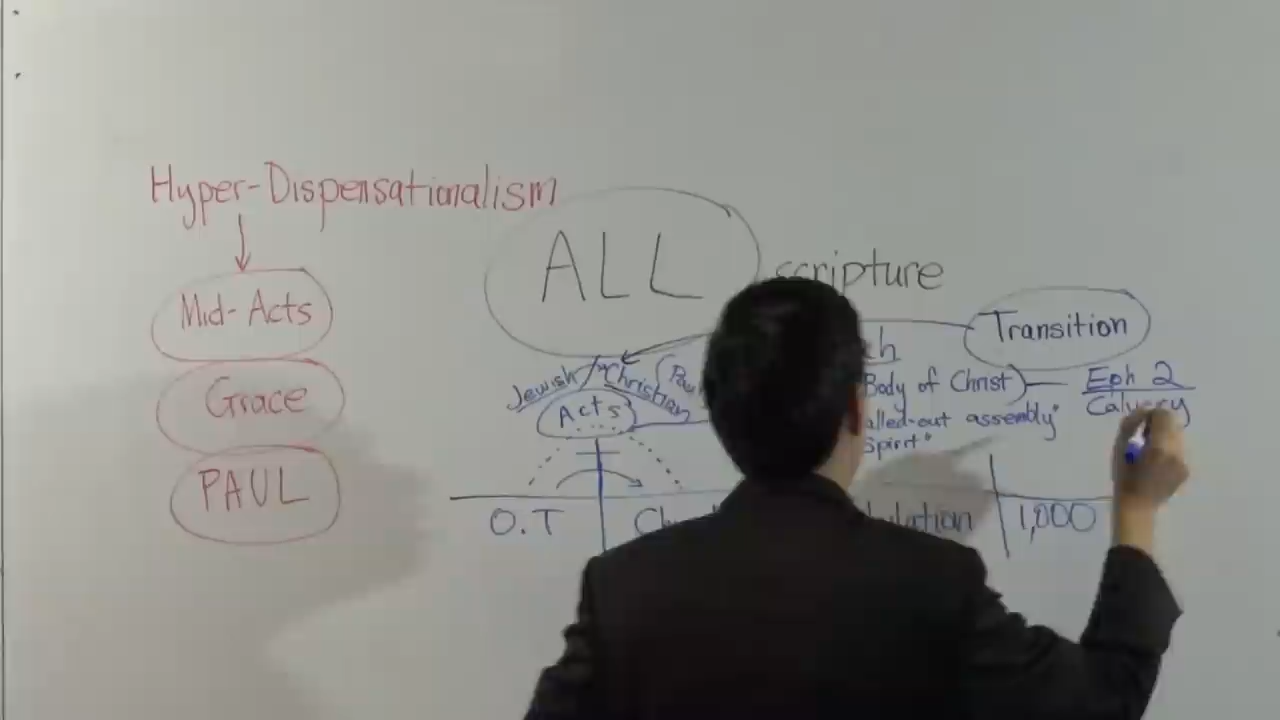 Hyper-Dispensationalism
Mid-Acts
Grace
PAUL
ALL scripture
Transition
Jewish / Christian
Acts
Body of Christ
assembly"
Spirit"
Eph 2
Calvary
O.T
1,000